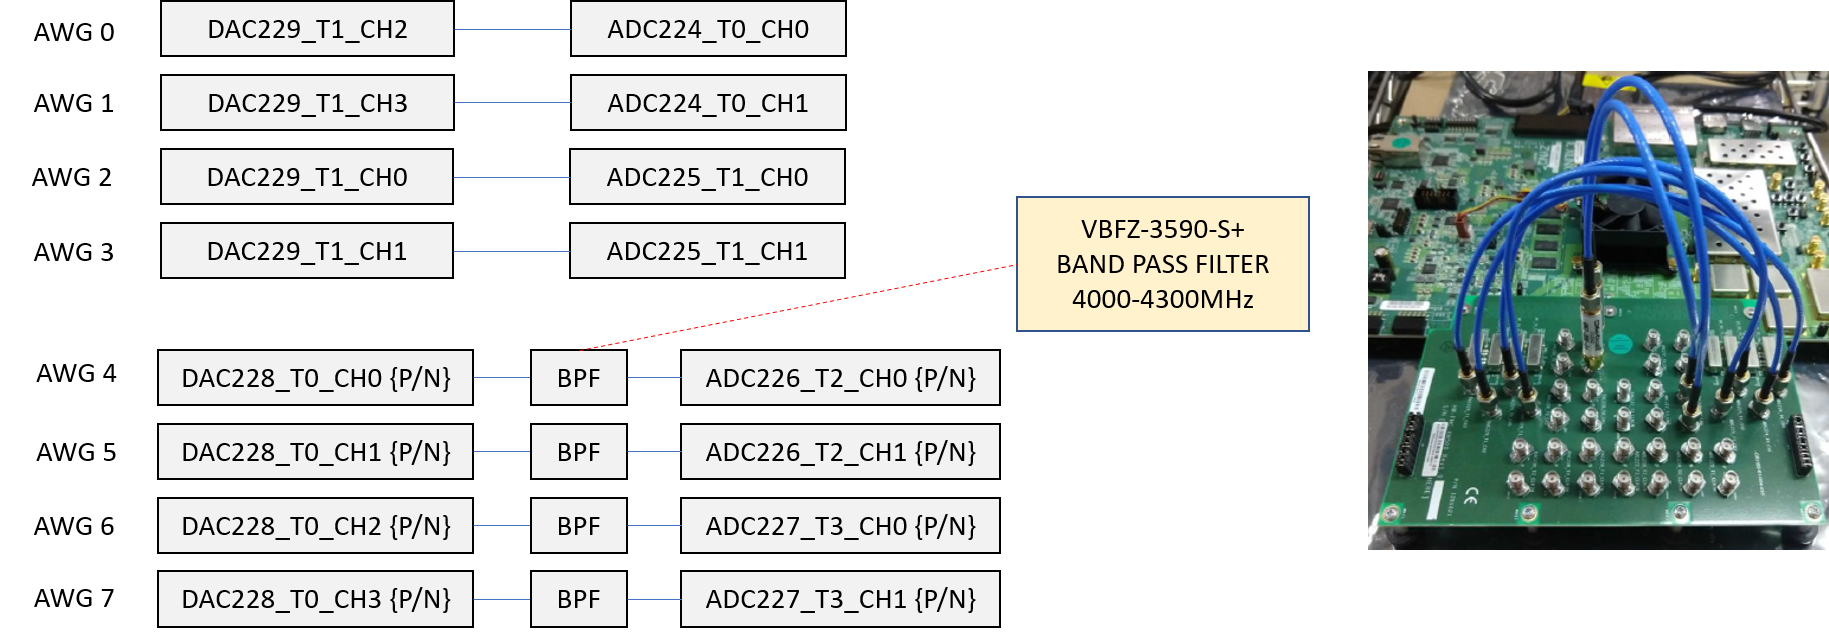 AWG 0
DAC229_T1_CH2
ADC224_T0_CH0
AWG 1
DAC229_T1_CH3
ADC224_T0_CH1
AWG 2
DAC229_T1_CH0
ADC225_T1_CH0
AWG 3
DAC229_T1_CH1
ADC225_T1_CH1
VBFZ-3590-S+
BAND PASS FILTER
4000-4300MHz
AWG 4
DAC228_T0_CH0 {P/N}
BPF
ADC226_T2_CH0 {P/N}
AWG 5
DAC228_T0_CH1 {P/N}
BPF
ADC226_T2_CH1 {P/N}
AWG 6
DAC228_T0_CH2 {P/N}
BPF
ADC227_T3_CH0 {P/N}
AWG 7
DAC228_T0_CH3 {P/N}
BPF
ADC227_T3_CH1 {P/N}
CE